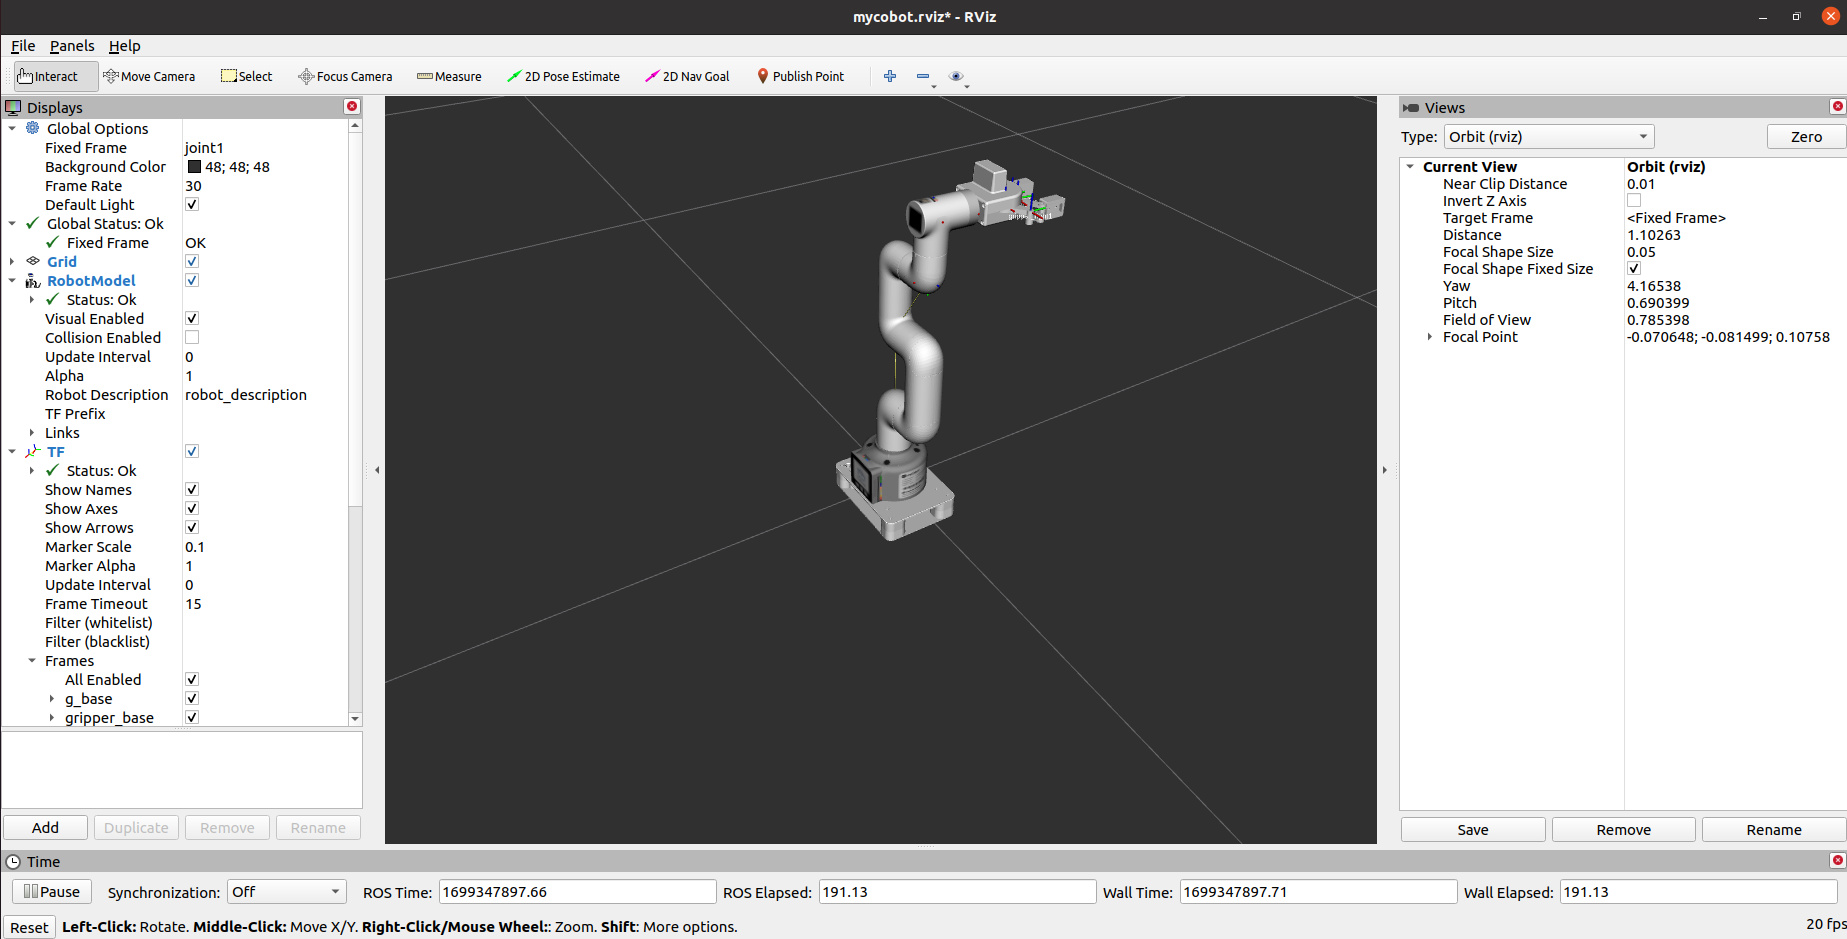 mycobot.rviz* - RViz
File Panels Help
Interact Move Camera Select Focus Camera Measure 2D Pose Estimate 2D Nav Goal Publish Point
Displays
Global Options
Fixed Frame joint1
Background Color 48; 48; 48
Frame Rate 30
Default Light
Global Status: Ok
Fixed Frame OK
Grid
RobotModel
Status: Ok
Visual Enabled
Collision Enabled
Update Interval 0
Alpha 1
Robot Description robot_description
TF Prefix
Links
TF
Status: Ok
Show Names
Show Axes
Show Arrows
Marker Scale 0.1
Marker Alpha 1
Update Interval 0
Frame Timeout 15
Filter (whitelist)
Filter (blacklist)
Frames
All Enabled
g_base
gripper_base
Add Duplicate Remove Rename
Views
Type: Orbit (rviz) Zero
Current View Orbit (rviz)
Near Clip Distance 0.01
Invert Z Axis
Target Frame <Fixed Frame>
Distance 1.10263
Focal Shape Size 0.05
Focal Shape Fixed Size
Yaw 4.16538
Pitch 0.690399
Field of View 0.785398
Focal Point -0.070648; -0.081499; 0.10758
Save Remove Rename
Time
Pause Synchronization: Off ROS Time: 1699347897.66 ROS Elapsed: 191.13 Wall Time: 1699347897.71 Wall Elapsed: 191.13
Reset Left-Click: Rotate. Middle-Click: Move X/Y. Right-Click/Mouse Wheel:: Zoom. Shift: More options. 20 fps